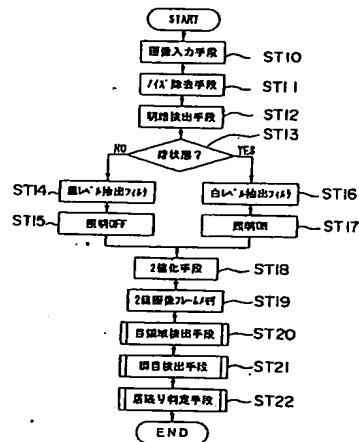 START
画像入力手段
ST10
ノイズ除去手段
ST11
明暗検出手段
ST12
ST13
暗状態?
NO
YES
ST14
黒レベル抽出フィルタ
白レベル抽出フィルタ
ST16
ST15
照明OFF
照明ON
ST17
2値化手段
ST18
2値画像フレームメモリ
ST19
目領域検出手段
ST20
瞬目検出手段
ST21
居眠り判定手段
ST22
END